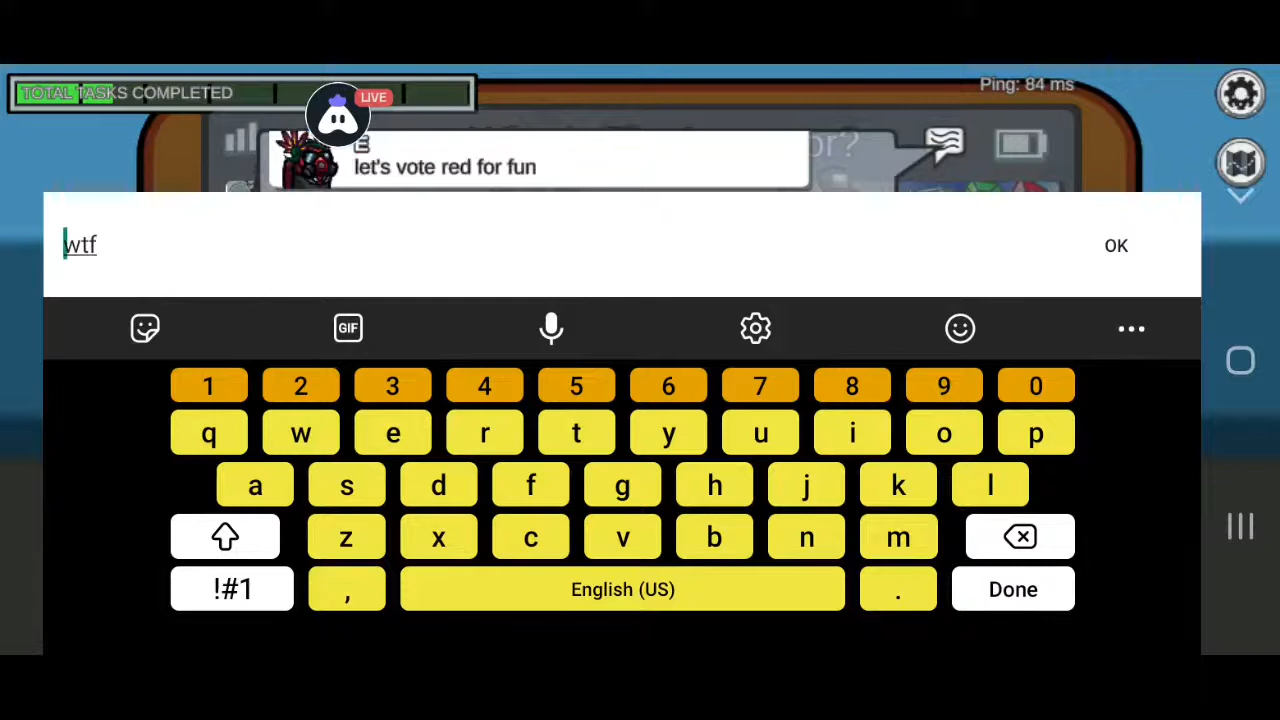 TOTAL TASKS COMPLETED
LIVE
Ping: 84 ms
E
or?
let's vote red for fun
wtf
OK
GIF
1 2 3 4 5 6 7 8 9 0
q w e r t y u i o p
a s d f g h j k l
z x c v b n m
!#1 , English (US) . Done